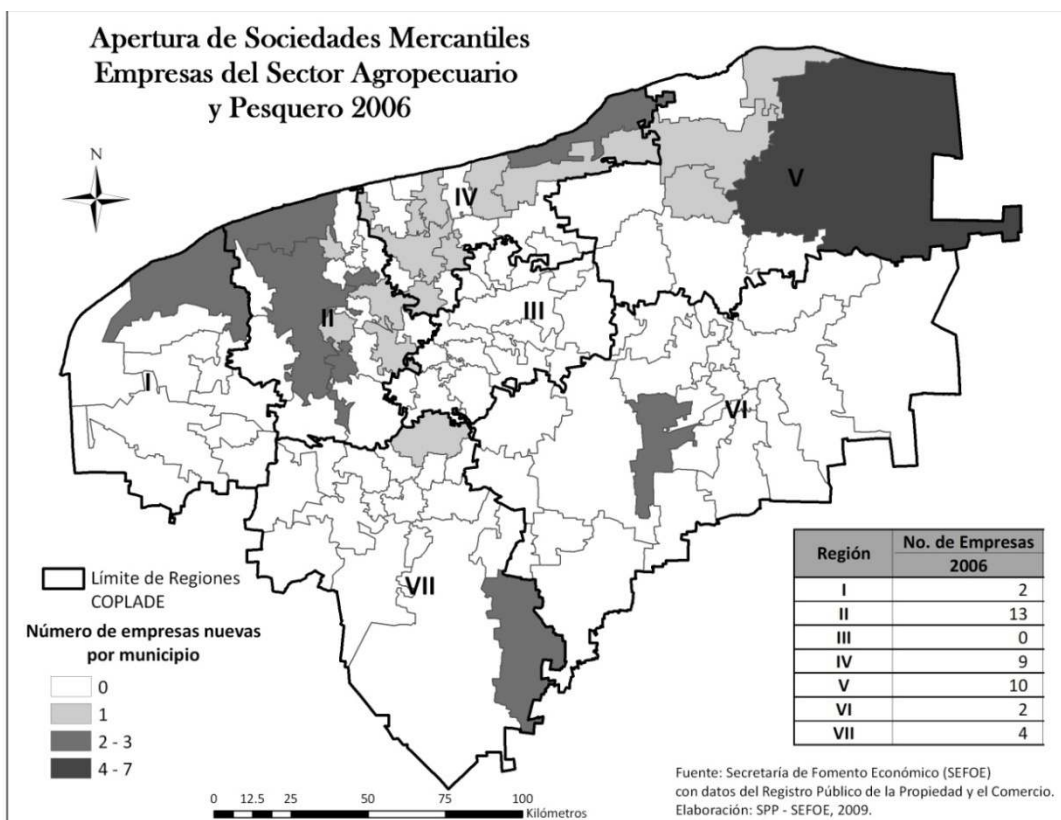 Apertura de Sociedades Mercantiles
Empresas del Sector Agropecuario
y Pesquero 2006
N
V
IV
III
II
I
VI
VII
Límite de Regiones
COPLADE
Número de empresas nuevas
por municipio
0
1
2 - 3
4 - 7
0 12.5 25 50 75 100
Kilómetros
Región No. de Empresas
2006
I 2
II 13
III 0
IV 9
V 10
VI 2
VII 4
Fuente: Secretaría de Fomento Económico (SEFOE)
con datos del Registro Público de la Propiedad y el Comercio.
Elaboración: SPP - SEFOE, 2009.